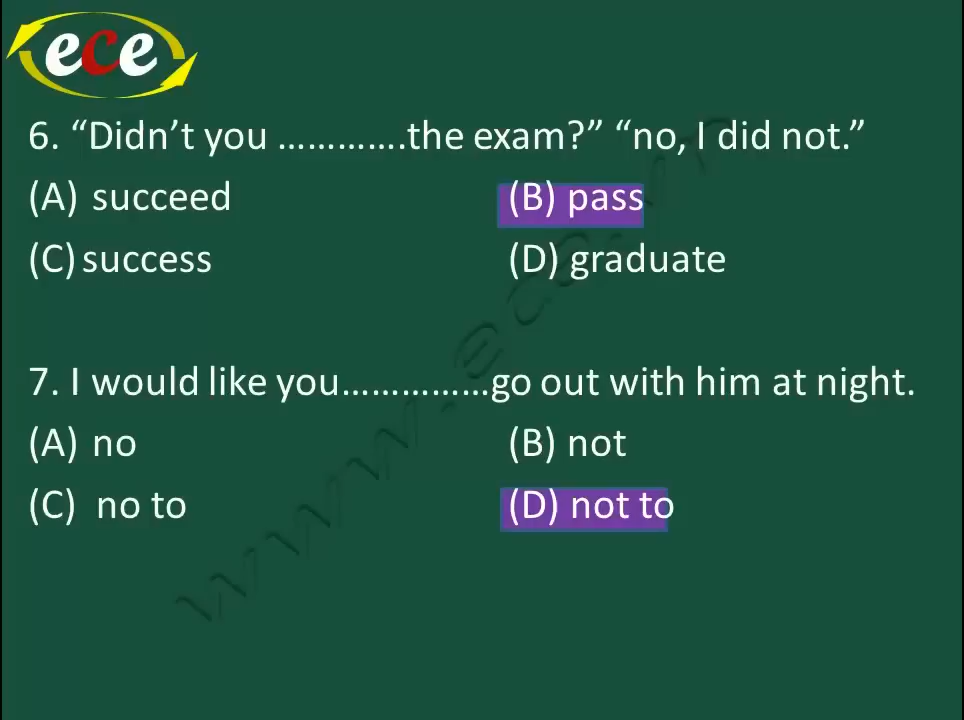 ece
6. “Didn’t you ………….the exam?” “no, I did not.”
(A) succeed (B) pass
(C) success (D) graduate
7. I would like you……………go out with him at night.
(A) no (B) not
(C) no to (D) not to